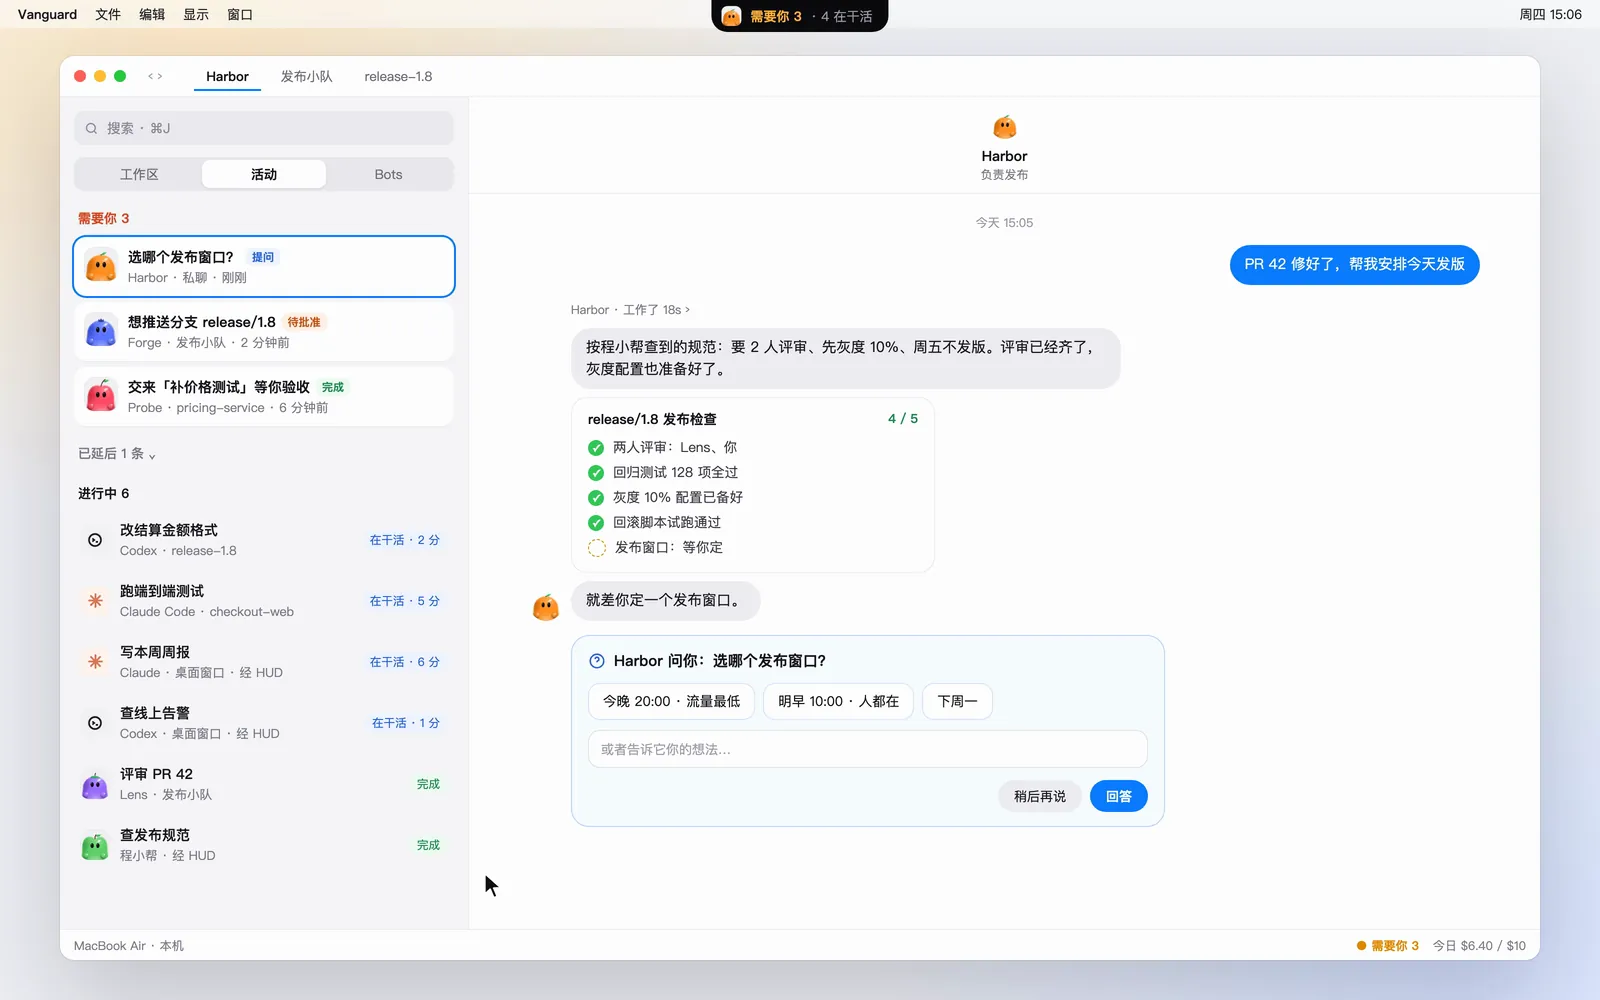 Vanguard 文件 编辑 显示 窗口
需要你 3 · 4 在干活
周四 15:06
Harbor 发布小队 release-1.8
搜索 · ⌘J
工作区 活动 Bots
需要你 3
选哪个发布窗口? 提问
Harbor · 私聊 · 刚刚
想推送分支 release/1.8 待批准
Forge · 发布小队 · 2 分钟前
交来「补价格测试」等你验收 完成
Probe · pricing-service · 6 分钟前
已延后 1 条
进行中 6
改结算金额格式
Codex · release-1.8
在干活 · 2 分
跑端到端测试
Claude Code · checkout-web
在干活 · 5 分
写本周周报
Claude · 桌面窗口 · 经 HUD
在干活 · 6 分
查线上告警
Codex · 桌面窗口 · 经 HUD
在干活 · 1 分
评审 PR 42
Lens · 发布小队
完成
查发布规范
程小帮 · 经 HUD
完成
Harbor
负责发布
今天 15:05
PR 42 修好了，帮我安排今天发版
Harbor · 工作了 18s ›
按程小帮查到的规范：要 2 人评审、先灰度 10%、周五不发版。评审已经齐了，
灰度配置也准备好了。
release/1.8 发布检查 4 / 5
两人评审：Lens、你
回归测试 128 项全过
灰度 10% 配置已备好
回滚脚本试跑通过
发布窗口：等你定
就差你定一个发布窗口。
Harbor 问你：选哪个发布窗口?
今晚 20:00 · 流量最低 明早 10:00 · 人都在 下周一
或者告诉它你的想法...
稍后再说 回答
MacBook Air · 本机
需要你 3 今日 $6.40 / $10